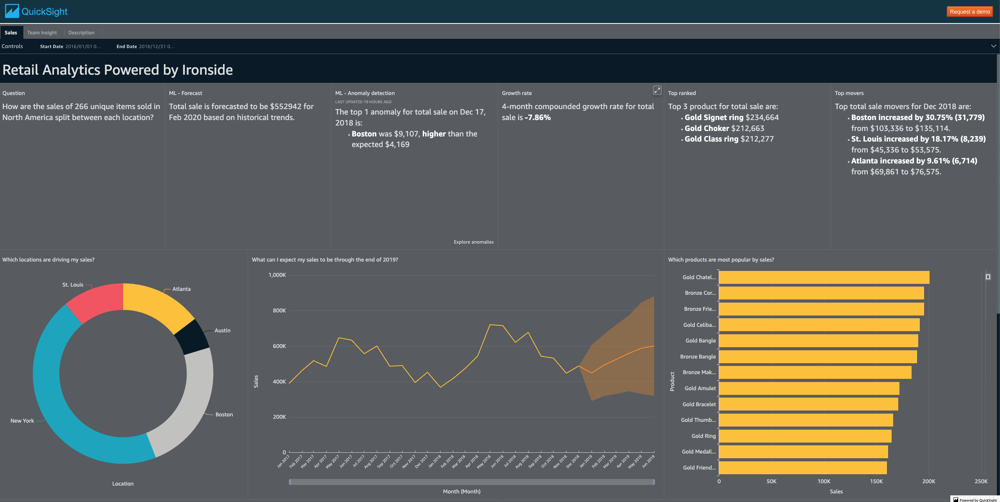 QuickSight
Request a demo
Sales
Team Insight
Description
Controls
Start Date 2016/01/01 0...
End Date 2018/12/31 0...
Retail Analytics Powered by Ironside
Question
How are the sales of 266 unique items sold in
North America split between each location?
ML - Forecast
Total sale is forecasted to be $552942 for
Feb 2020 based on historical trends.
ML - Anomaly detection
LAST UPDATED 19 HOURS AGO
The top 1 anomaly for total sale on Dec 17,
2018 is:
• Boston was $9,107, higher than the
expected $4,169
Explore anomalies
Growth rate
4-month compounded growth rate for total
sale is -7.86%
Top ranked
Top 3 product for total sale are:
• Gold Signet ring $234,664
• Gold Choker $212,663
• Gold Class ring $212,277
Top movers
Top total sale movers for Dec 2018 are:
• Boston increased by 30.75% (31,779)
from $103,336 to $135,114.
• St. Louis increased by 18.17% (8,239)
from $45,336 to $53,575.
• Atlanta increased by 9.61% (6,714)
from $69,861 to $76,575.
Which locations are driving my sales?
St. Louis
Atlanta
Austin
Boston
New York
Location
What can I expect my sales to be through the end of 2019?
1,000K
800K
600K
400K
200K
0
Sales
Jan 2017
Feb 2017
Mar 2017
Apr 2017
May 2017
Jun 2017
Jul 2017
Aug 2017
Sep 2017
Oct 2017
Nov 2017
Dec 2017
Jan 2018
Feb 2018
Mar 2018
Apr 2018
May 2018
Jun 2018
Jul 2018
Aug 2018
Sep 2018
Oct 2018
Nov 2018
Dec 2018
Jan 2019
Feb 2019
Mar 2019
Apr 2019
May 2019
Jun 2019
Month (Month)
Which products are most popular by sales?
Product
Gold Chatel...
Bronze Cor...
Bronze Frie...
Gold Celiba...
Gold Bangle
Bronze Bangle
Bronze Mak...
Gold Amulet
Gold Bracelet
Gold Thumb...
Gold Ring
Gold Medall...
Gold Friend...
0
50K
100K
150K
200K
250K
Sales
Powered by QuickSight